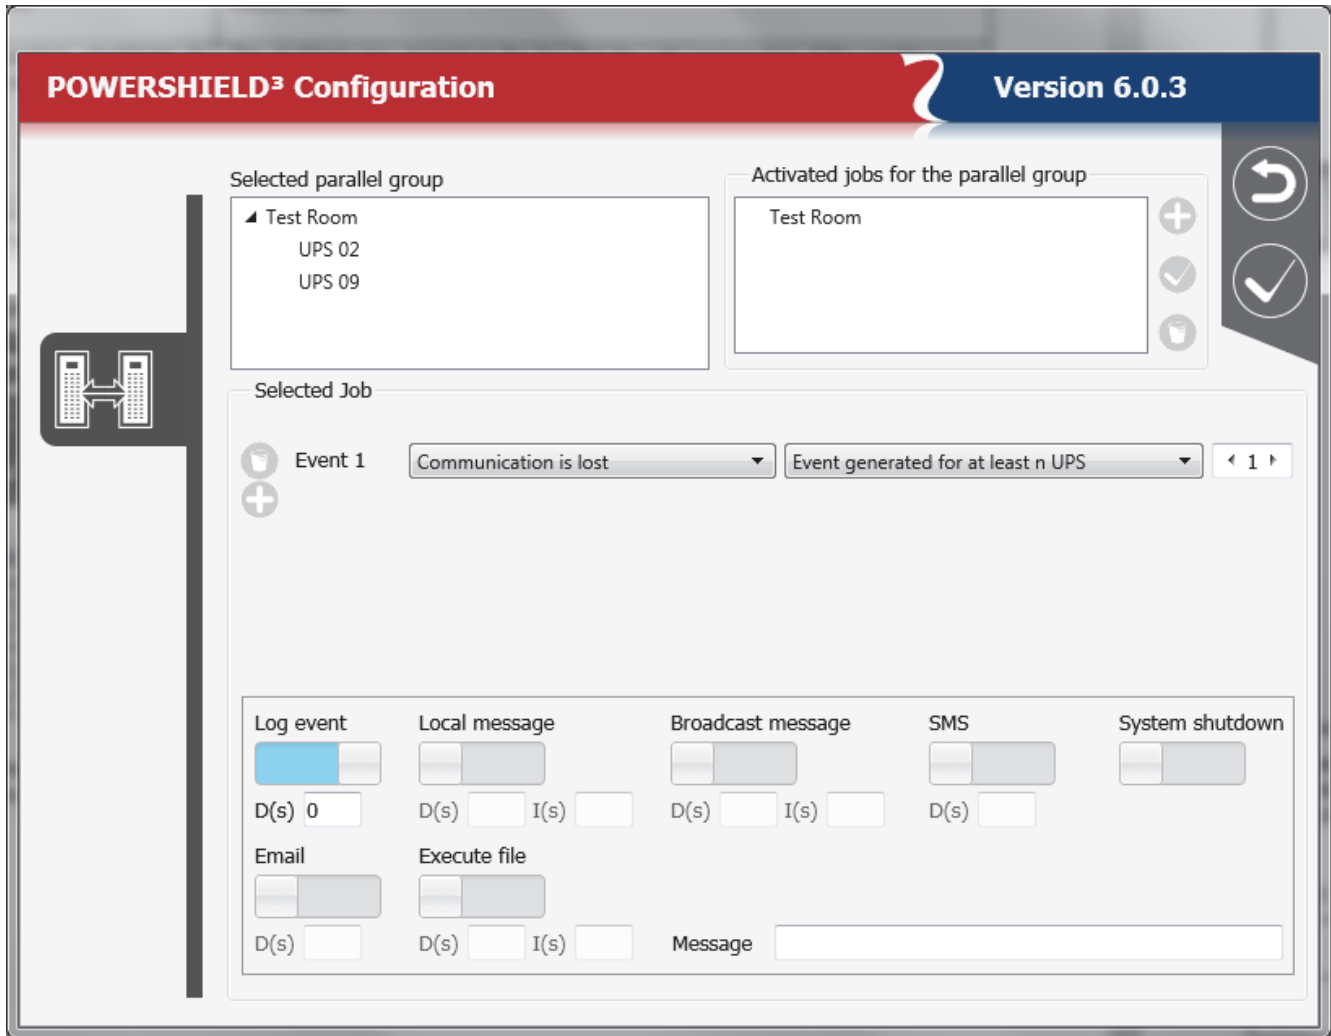 POWERSHIELD³ Configuration
Version 6.0.3
Selected parallel group
Activated jobs for the parallel group
Test Room
UPS 02
UPS 09
Test Room
Selected Job
Event 1
Communication is lost
Event generated for at least n UPS
1
Log event
Local message
Broadcast message
SMS
System shutdown
D(s) 0
D(s) I(s)
D(s) I(s)
D(s)
Email
Execute file
D(s)
D(s) I(s)
Message